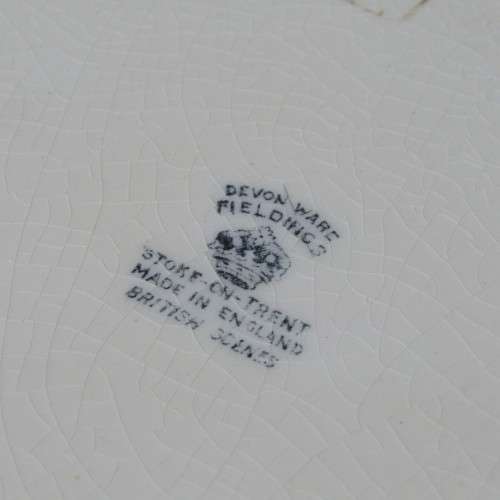 DEVON WARE
FIELDINGS
STOKE-ON-TRENT
MADE IN ENGLAND
BRITISH SCENES